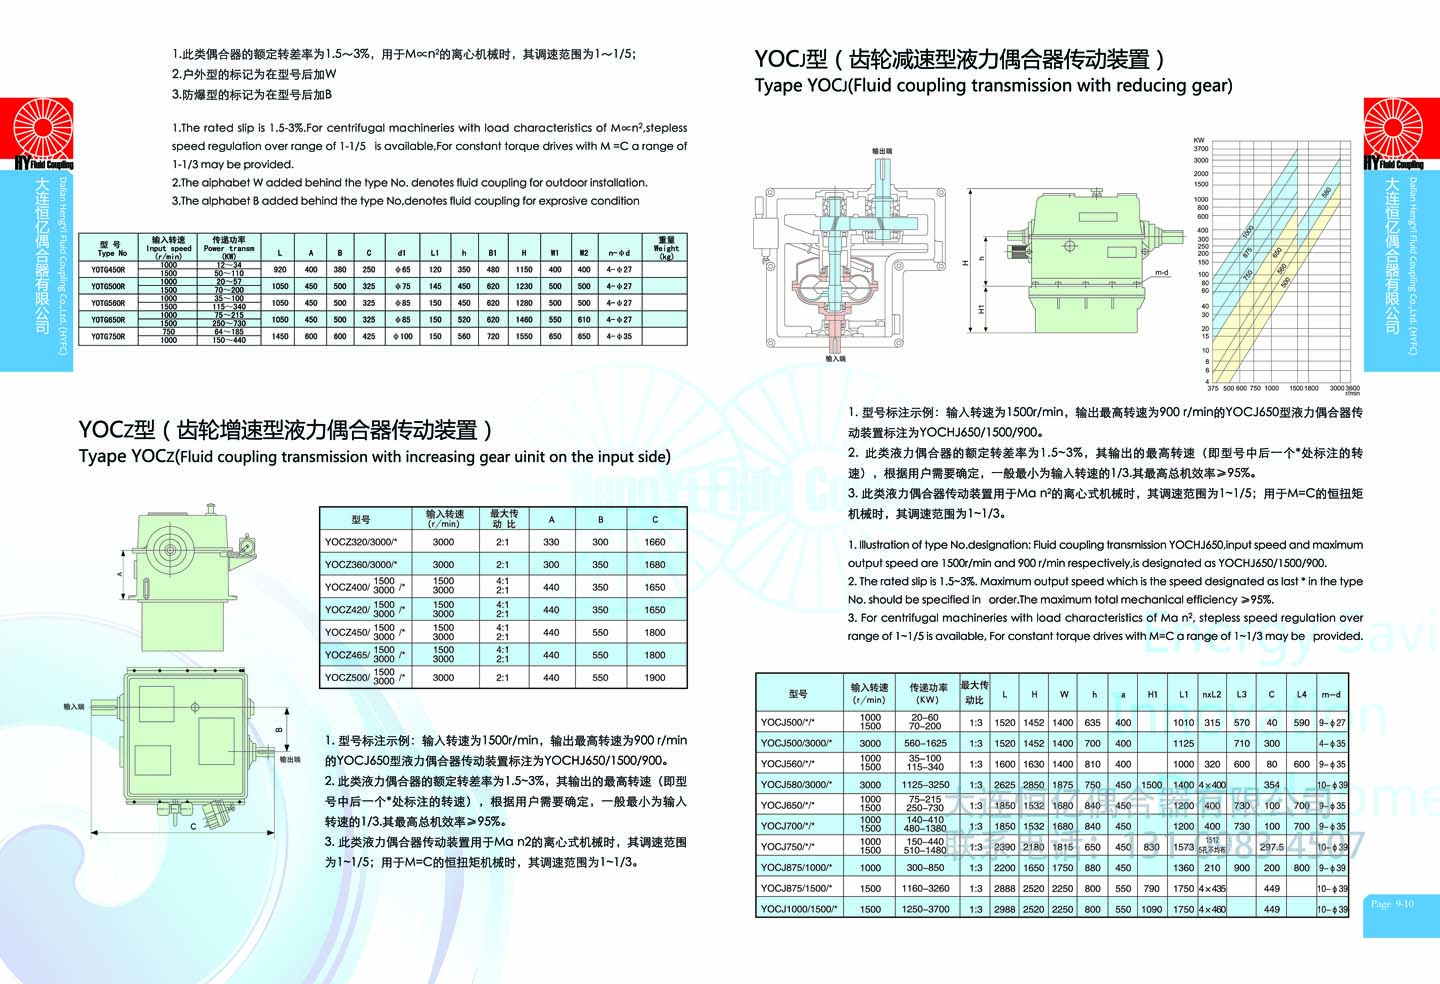 1.此类偶合器的额定转差率为1.5～3%，用于M∝n²的离心机械时，其调速范围为1～1/5；
2.户外型的标记为在型号后加W
3.防爆型的标记为在型号后加B
1.The rated slip is 1.5-3%.For centrifugal machineries with load characteristics of M∝n²,stepless
speed regulation over range of 1-1/5 is available,For constant torque drives with M =C a range of
1-1/3 may be provided.
2.The aiphabet W added behind the type No. denotes fluid coupling for outdoor installation.
3.The alphabet B added behind the type No,denotes fluid coupling for exprosive condition
HY Fluid Coupling
大连恒亿偶合器有限公司
Dalian HengYi Fluid Coupling Co.,Ltd. (HYFC)
型 号 Type No 输入转速 Input speed (r/min) 传递功率 Power transm (KW) L A B C d1 L1 h B1 H W1 W2 n-φd 重量 Weight (kg)
YOTG450R 1000 1500 12～34 50～110 920 400 380 250 φ65 120 350 480 1150 400 400 4-φ27
YOTG500R 1000 1500 20～57 70～200 1050 450 500 325 φ75 145 450 620 1230 500 500 4-φ27
YOTG560R 1000 1500 35～100 115～340 1050 450 500 325 φ85 150 450 620 1280 500 500 4-φ27
YOTG650R 1000 1500 75～215 250～730 1050 450 500 325 φ85 150 520 620 1460 550 610 4-φ27
YOTG750R 750 1000 64～185 150～440 1450 600 600 425 φ100 150 560 720 1550 650 650 4-φ35
YOCZ型（齿轮增速型液力偶合器传动装置）
Tyape YOCZ(Fluid coupling transmission with increasing gear uinit on the input side)
A
输入端
B
输出端
C
型号 输入转速 (r/min) 最大传动 比 A B C
YOCZ320/3000/* 3000 2:1 330 300 1660
YOCZ360/3000/* 3000 2:1 300 350 1680
YOCZ400/ 1500 3000 /* 1500 3000 4:1 2:1 440 350 1650
YOCZ420/ 1500 3000 /* 1500 3000 4:1 2:1 440 350 1650
YOCZ450/ 1500 3000 /* 1500 3000 4:1 2:1 440 550 1800
YOCZ465/ 1500 3000 /* 1500 3000 4:1 2:1 440 550 1800
YOCZ500/ 1500 3000 /* 3000 2:1 440 550 1900
1. 型号标注示例：输入转速为1500r/min，输出最高转速为900 r/min
的YOCJ650型液力偶合器传动装置标注为YOCHJ650/1500/900。
2. 此类液力偶合器的额定转差率为1.5~3%，其输出的最高转速（即型
号中后一个*处标注的转速），根据用户需要确定，一般最小为输入
转速的1/3.其最高总机效率≥95%。
3. 此类液力偶合器传动装置用于Ma n2的离心式机械时，其调速范围
为1~1/5；用于M=C的恒扭矩机械时，其调速范围为1~1/3。
YOCJ型（齿轮减速型液力偶合器传动装置）
Tyape YOCJ(Fluid coupling transmission with reducing gear)
输出端
输入端
H
h
H1
m-d
KW
3700
3000
2000
1500
1000
800
600
400
300
250
200
150
100
80
60
40
30
20
15
10
8
6
4
1000
875
750
650
560
500
580
375 500 600 750 1000 1500 1800 3000 3600
r/min
HY Fluid Coupling
大连恒亿偶合器有限公司
Dalian HengYi Fluid Coupling Co.,Ltd. (HYFC)
1. 型号标注示例：输入转速为1500r/min，输出最高转速为900 r/min的YOCJ650型液力偶合器传
动装置标注为YOCHJ650/1500/900。
2. 此类液力偶合器的额定转差率为1.5~3%，其输出的最高转速（即型号中后一个*处标注的转
速），根据用户需要确定，一般最小为输入转速的1/3.其最高总机效率≥95%。
3. 此类液力偶合器传动装置用于Ma n²的离心式机械时，其调速范围为1~1/5；用于M=C的恒扭矩
机械时，其调速范围为1~1/3。
1. Illustration of type No.designation: Fluid coupling transmission YOCHJ650,input speed and maximum
output speed are 1500r/min and 900 r/min respectively,is designated as YOCHJ650/1500/900.
2. The rated slip is 1.5~3%. Maximum output speed which is the speed designated as last * in the type
No. should be specified in order.The maximum total mechanical efficiency ≥95%.
3. For centrifugal machineries with load characteristics of Ma n², stepless speed regulation over
range of 1~1/5 is available, For constant torque drives with M=C a range of 1~1/3 may be provided.
Energy Savi
Innovation
型号 输入转速 (r/min) 传递功率 (KW) 最大传动比 L H W h a H1 L1 nxL2 L3 C L4 m-d
YOCJ500/*/* 1000 1500 20-60 70-200 1:3 1520 1452 1400 635 400 1010 315 570 40 590 9-φ27
YOCJ500/3000/* 3000 560-1625 1:3 1520 1452 1400 700 400 1125 710 300 4-φ35
YOCJ560/*/* 1000 1500 35-100 115-340 1:3 1600 1630 1400 810 400 1000 320 600 80 600 9-φ35
YOCJ580/3000/* 3000 1125-3250 1:3 2625 2850 1875 750 450 1500 1400 4×400 354 10-φ39
YOCJ650/*/* 1000 1500 75-215 250-730 1:3 1850 1532 1680 840 450 1200 400 730 100 700 9-φ35
YOCJ700/*/* 1000 1500 140-410 480-1380 1:3 1850 1532 1680 840 450 1200 400 730 100 700 9-φ35
YOCJ750/*/* 1000 1500 150-440 510-1480 1:3 2390 2180 1815 650 450 830 1573 1512 5孔不均布 297.5 10-φ39
YOCJ875/1000/* 1000 300-850 1:3 2200 1650 1750 880 450 1360 210 900 200 800 9-φ39
YOCJ875/1500/* 1500 1160-3260 1:3 2888 2520 2250 800 550 790 1750 4×435 449 10-φ39
YOCJ1000/1500/* 1500 1250-3700 1:3 2988 2520 2250 800 550 1090 1750 4×460 449 10-φ39
大连恒亿偶合器有限公司
Page 9-10